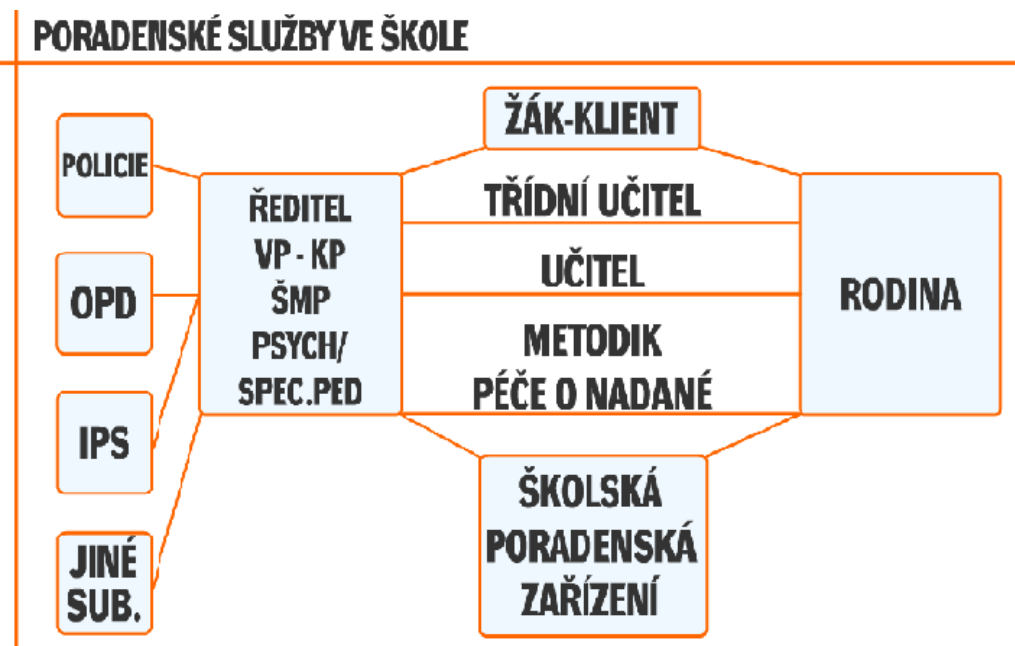 PORADENSKÉ SLUŽBY VE ŠKOLE
ŽÁK-KLIENT
POLICIE
OPD
IPS
JINÉ
SUB.
ŘEDITEL
VP - KP
ŠMP
PSYCH/
SPEC.PED
TŘÍDNÍ UČITEL
UČITEL
METODIK
PÉČE O NADANÉ
RODINA
ŠKOLSKÁ
PORADENSKÁ
ZAŘÍZENÍ